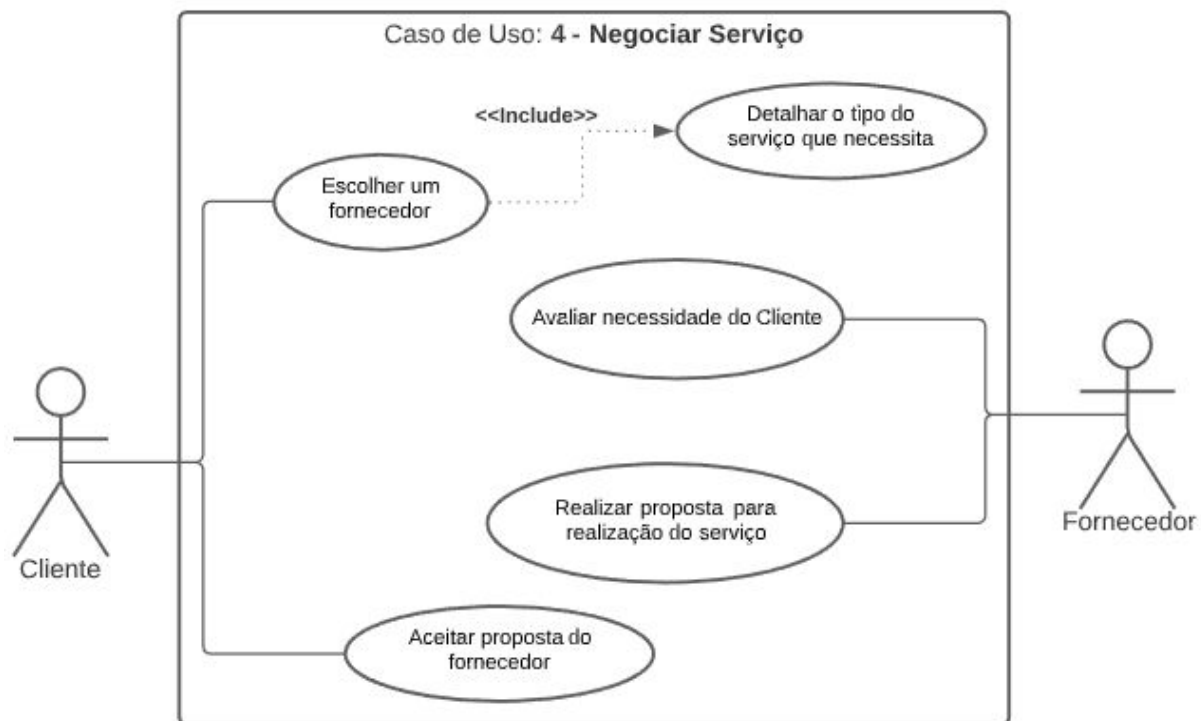 Caso de Uso: 4 - Negociar Serviço
<<Include>>
Detalhar o tipo do
serviço que necessita
Escolher um
fornecedor
Avaliar necessidade do Cliente
Realizar proposta para
realização do serviço
Fornecedor
Cliente
Aceitar proposta do
fornecedor